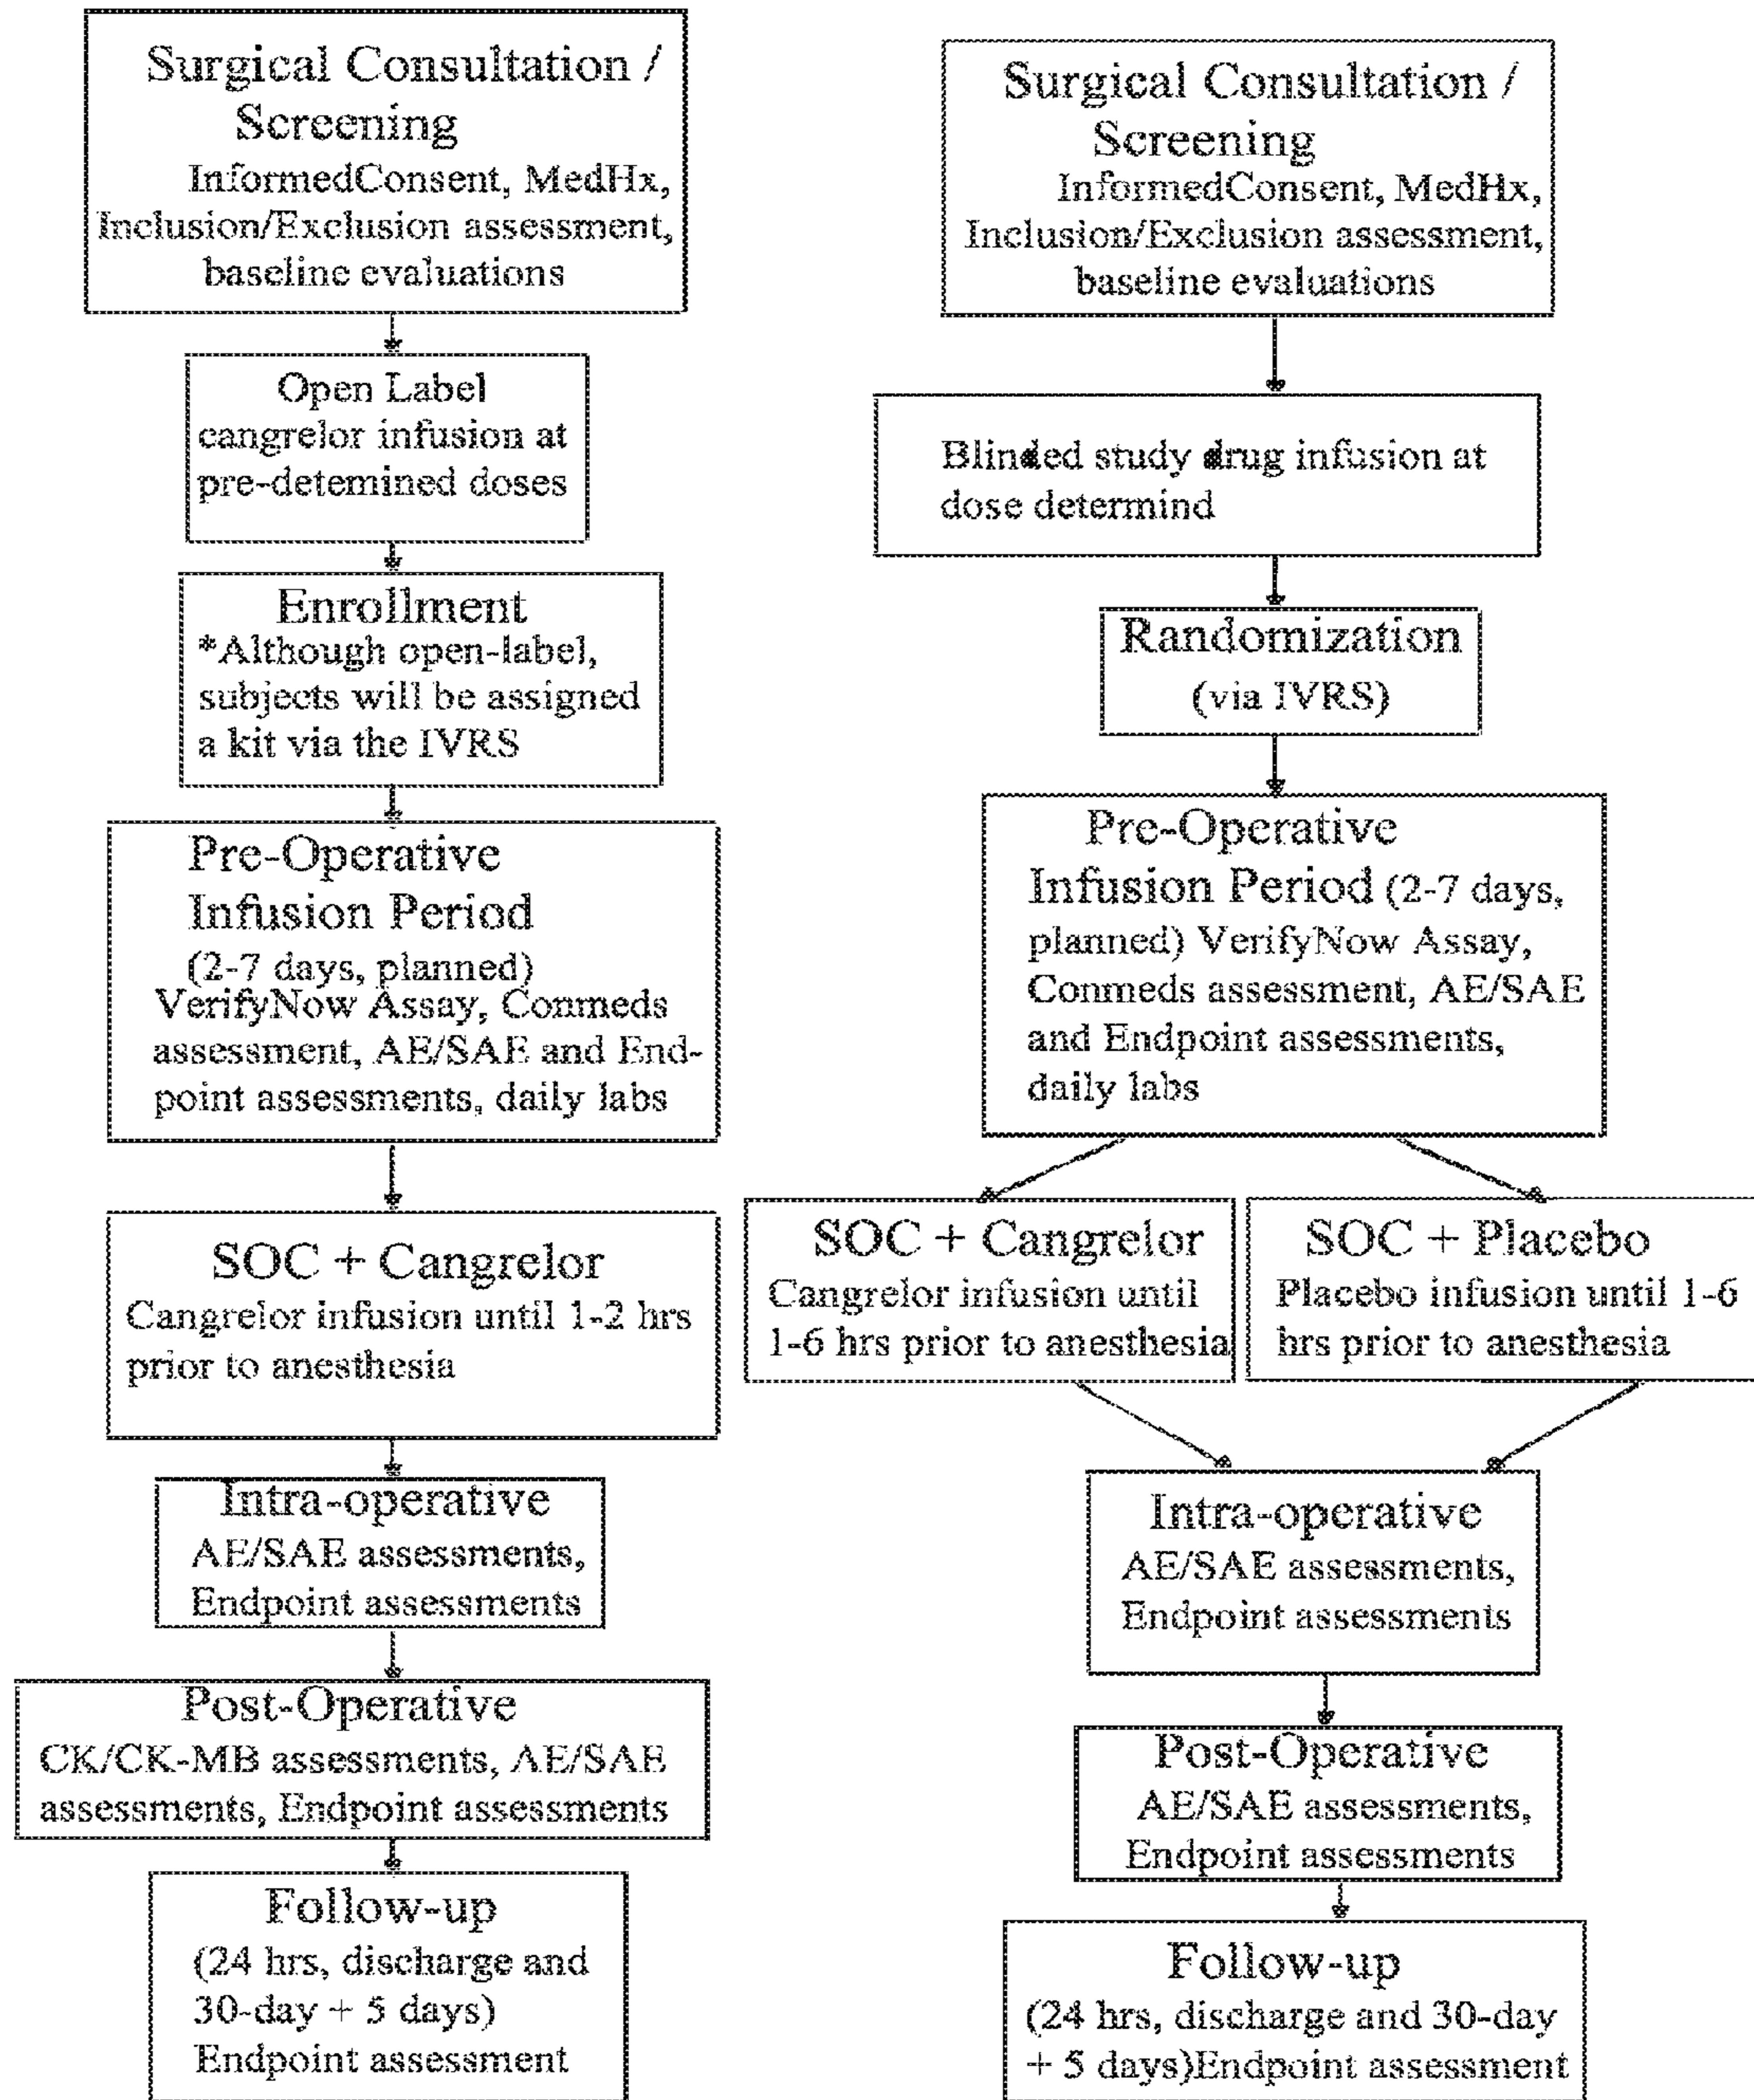 Surgical Consultation /
Screening
InformedConsent, MedHx,
Inclusion/Exclusion assessment,
baseline evaluations
Open Label
cangrelor infusion at
pre-detemined doses
Enrollment
*Although open-label,
subjects will be assigned
a kit via the IVRS
Pre-Operative
Infusion Period
(2-7 days, planned)
VerifyNow Assay, Conmeds
assessment, AE/SAE and End-
point assessments, daily labs
SOC + Cangrelor
Cangrelor infusion until 1-2 hrs
prior to anesthesia
Intra-operative
AE/SAE assessments,
Endpoint assessments
Post-Operative
CK/CK-MB assessments, AE/SAE
assessments, Endpoint assessments
Follow-up
(24 hrs, discharge and
30-day + 5 days)
Endpoint assessment
Surgical Consultation /
Screening
InformedConsent, MedHx,
Inclusion/Exclusion assessment,
baseline evaluations
Blinded study drug infusion at
dose determind
Randomization
(via IVRS)
Pre-Operative
Infusion Period (2-7 days,
planned) VerifyNow Assay,
Conmeds assessment, AE/SAE
and Endpoint assessments,
daily labs
SOC + Cangrelor
Cangrelor infusion until
1-6 hrs prior to anesthesia
SOC + Placebo
Placebo infusion until 1-6
hrs prior to anesthesia
Intra-operative
AE/SAE assessments,
Endpoint assessments
Post-Operative
AE/SAE assessments,
Endpoint assessments
Follow-up
(24 hrs, discharge and 30-day
+ 5 days)Endpoint assessment